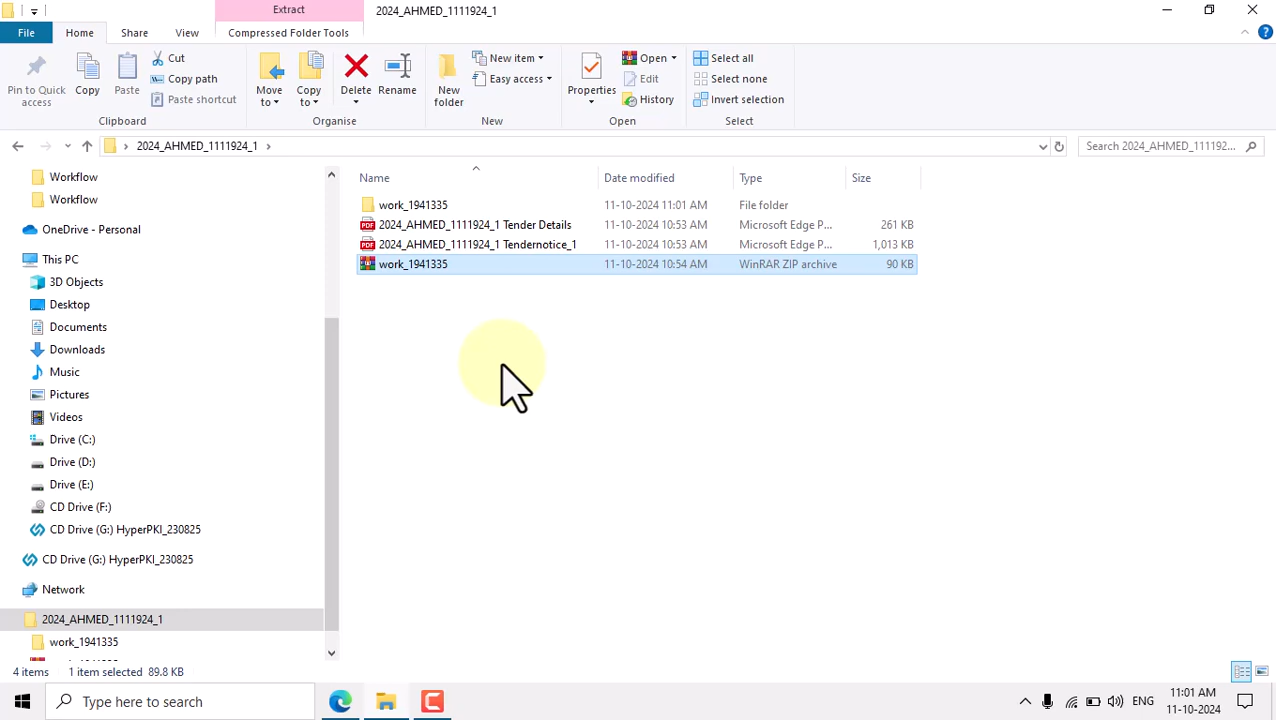 Extract
2024_AHMED_1111924_1
File Home Share View Compressed Folder Tools
Pin to Quick access
Copy
Paste
Cut
Copy path
Paste shortcut
Clipboard
Move to
Copy to
Delete
Rename
Organise
New folder
New item
Easy access
New
Properties
Open
Edit
History
Open
Select all
Select none
Invert selection
Select
2024_AHMED_1111924_1
Search 2024_AHMED_111192...
Workflow
Workflow
OneDrive - Personal
This PC
3D Objects
Desktop
Documents
Downloads
Music
Pictures
Videos
Drive (C:)
Drive (D:)
Drive (E:)
CD Drive (F:)
CD Drive (G:) HyperPKI_230825
CD Drive (G:) HyperPKI_230825
Network
2024_AHMED_1111924_1
work_1941335
Name Date modified Type Size
work_1941335 11-10-2024 11:01 AM File folder
PDF 2024_AHMED_1111924_1 Tender Details 11-10-2024 10:53 AM Microsoft Edge P... 261 KB
PDF 2024_AHMED_1111924_1 Tendernotice_1 11-10-2024 10:53 AM Microsoft Edge P... 1,013 KB
work_1941335 11-10-2024 10:54 AM WinRAR ZIP archive 90 KB
4 items 1 item selected 89.8 KB
Type here to search
ENG
11:01 AM
11-10-2024